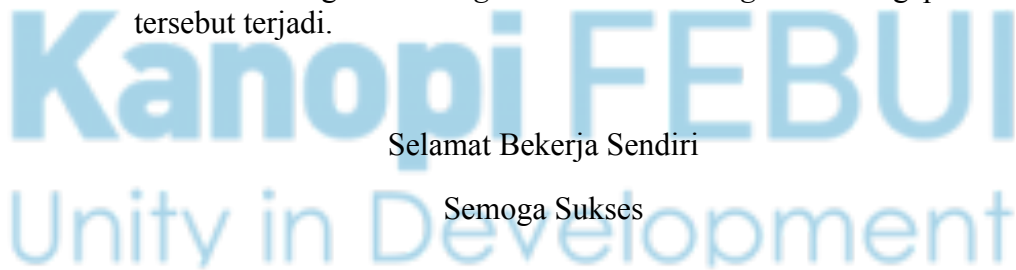 tersebut terjadi.
Kanopi FEBUI
Selamat Bekerja Sendiri
Semoga Sukses
Unity in Development